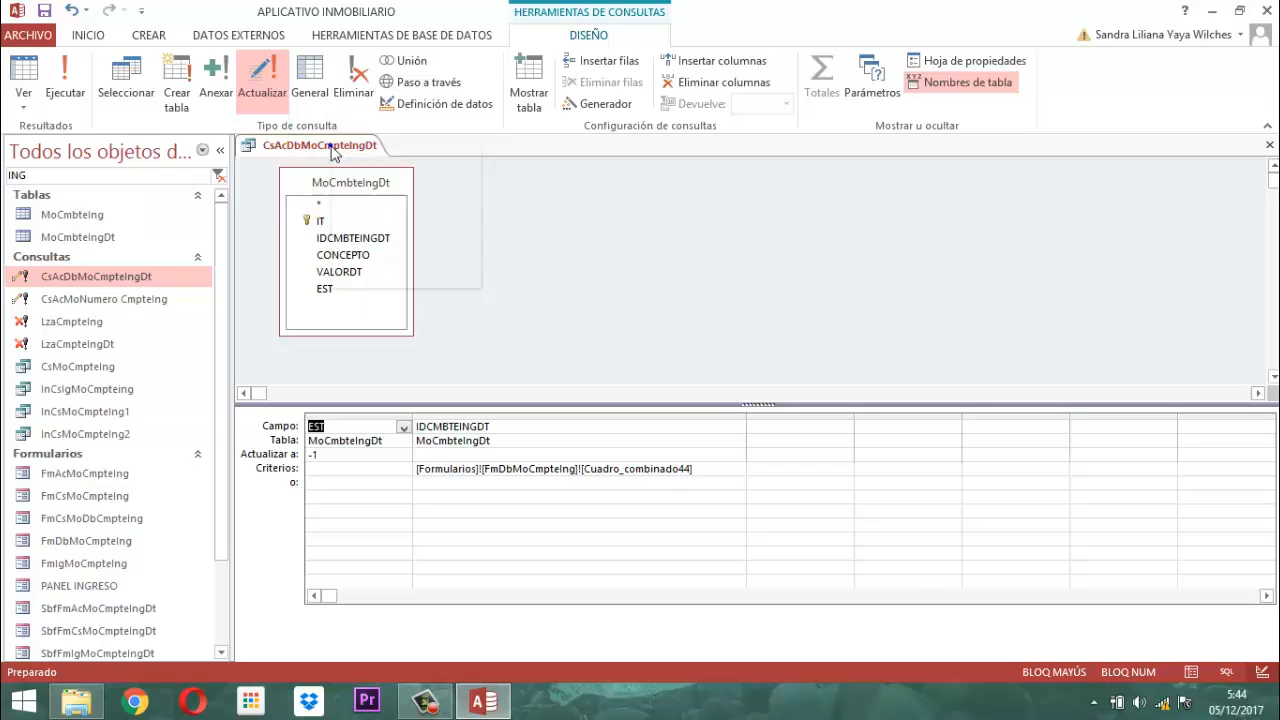 APLICATIVO INMOBILIARIO
HERRAMIENTAS DE CONSULTAS
?
ARCHIVO
INICIO
CREAR
DATOS EXTERNOS
HERRAMIENTAS DE BASE DE DATOS
DISEÑO
Sandra Liliana Yaya Wilches
Ver
Ejecutar
Resultados
Seleccionar
Crear tabla
Anexar
Actualizar
General
Eliminar
Unión
Paso a través
Definición de datos
Tipo de consulta
Mostrar tabla
Insertar filas
Eliminar filas
Generador
Insertar columnas
Eliminar columnas
Devuelve:
Configuración de consultas
Totales
Parámetros
Hoja de propiedades
Nombres de tabla
Mostrar u ocultar
Todos los objetos d...
ING
Tablas
MoCmbteIng
MoCmbteIngDt
Consultas
CsAcDbMoCmpteIngDt
CsAcMoNumero CmpteIng
LzaCmpteIng
LzaCmpteIngDt
CsMoCmpteIng
InCsIgMoCmpteIng
InCsMoCmpteIng1
InCsMoCmpteIng2
Formularios
FmAcMoCmpteIng
FmCsMoCmpteIng
FmCsMoDbCmpteIng
FmDbMoCmpteIng
FmIgMoCmpteIng
PANEL INGRESO
SbfFmAcMoCmpteIngDt
SbfFmCsMoCmpteIngDt
SbfFmIgMoCmpteIngDt
CsAcDbMoCmpteIngDt
MoCmbteIngDt
*
IT
IDCMBTEINGDT
CONCEPTO
VALORDT
EST
Campo: EST IDCMBTEINGDT
Tabla: MoCmbteIngDt MoCmbteIngDt
Actualizar a: -1
Criterios: [Formularios]![FmDbMoCmpteIng]![Cuadro_combinado44]
o:
Preparado
BLOQ MAYÚS
BLOQ NUM
SQL
Pr
5:44
05/12/2017